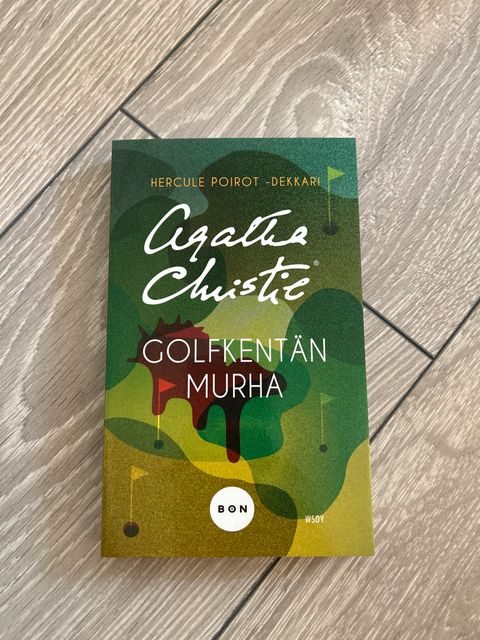 HERCULE POIROT -DEKKARI
Agatha
Christie®
GOLFKENTÄN
MURHA
BON
WSOY